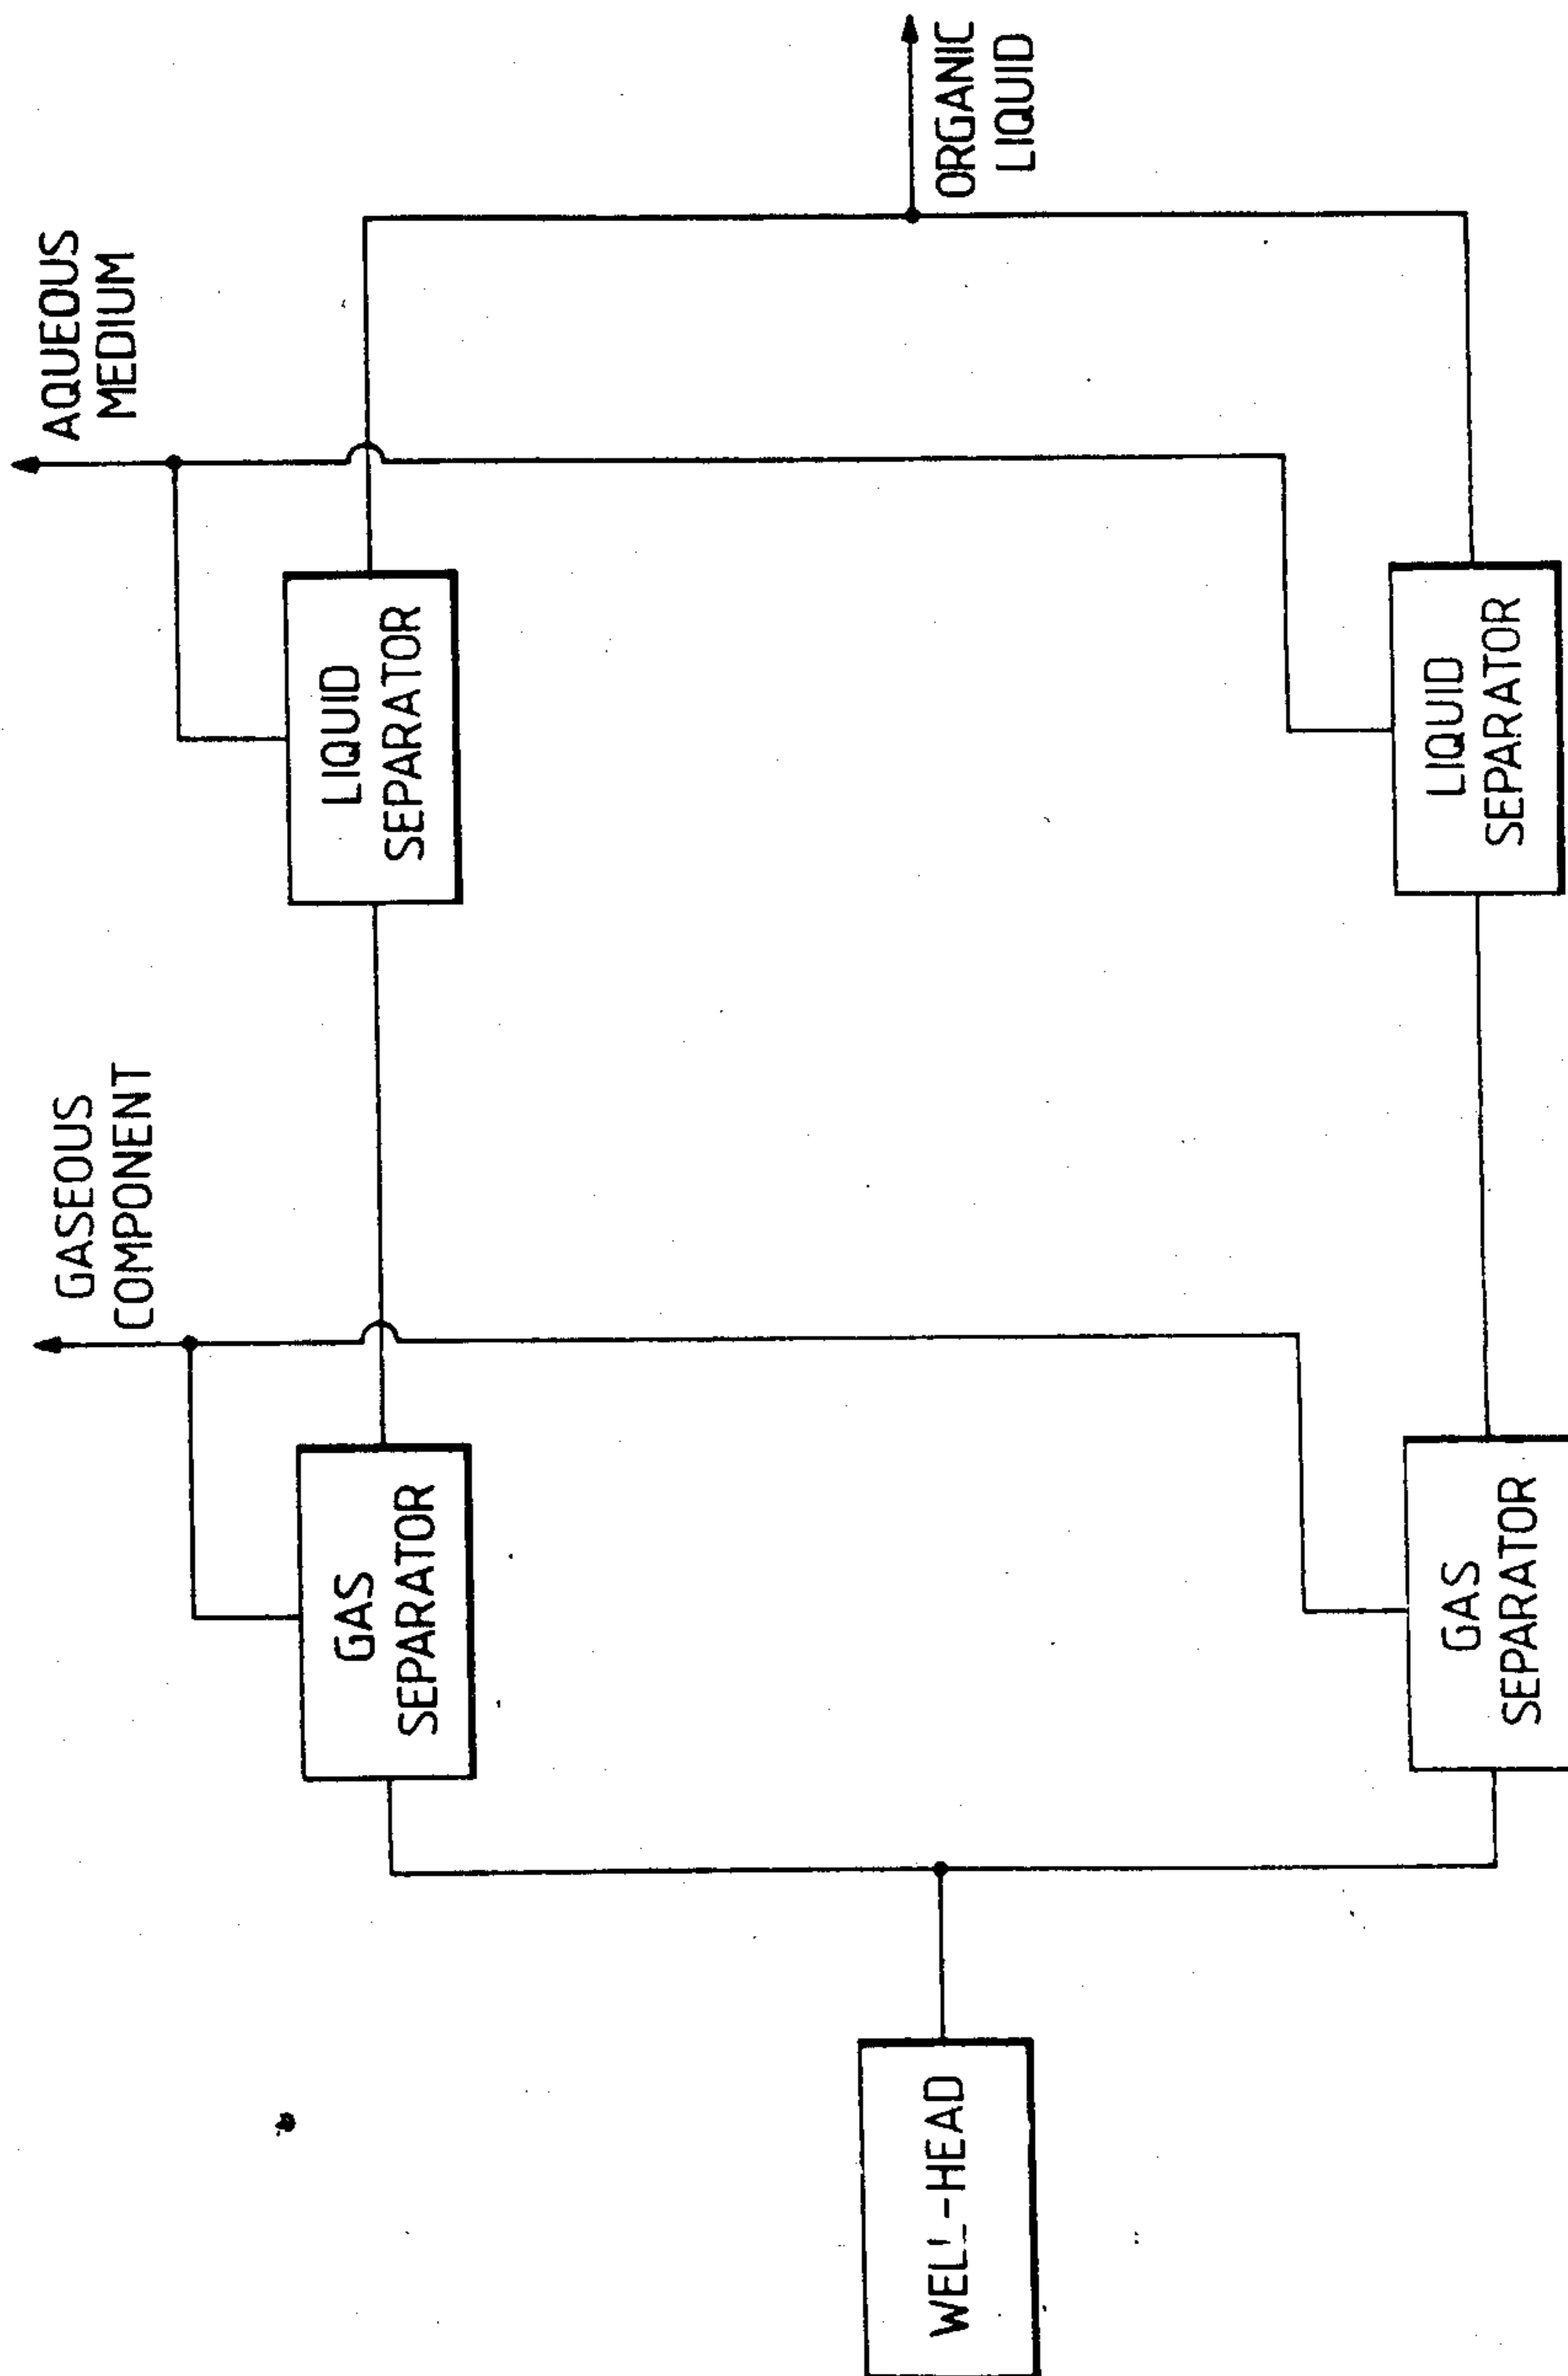 GASEOUS
COMPONENT
AQUEOUS
MEDIUM
GAS
SEPARATOR
LIQUID
SEPARATOR
WELL-HEAD
ORGANIC
LIQUID
GAS
SEPARATOR
LIQUID
SEPARATOR